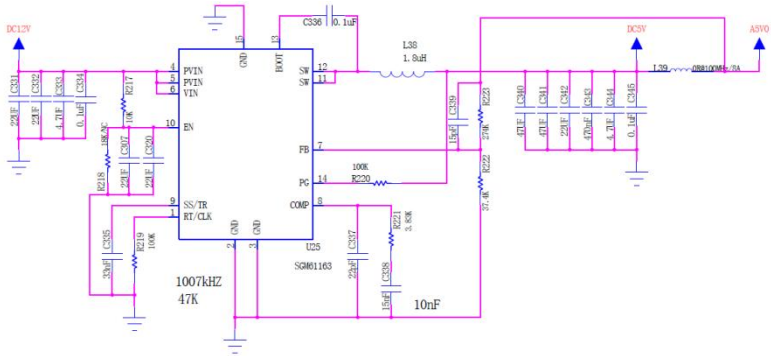 DC12V
C331
22UF
C332
22UF
C333
4.7UF
C334
0.1uF
R217
10K
18K/NC
R218
C307
22UF
C320
22UF
C335
33nF
R219
100K
4 PVIN
5 PVIN
6 VIN
10 EN
9 SS/TR
1 RT/CLK
15
GND
13
BOOT
SW 12
SW 11
FB 7
PG 14
COMP 8
GND
2
GND
3
U25
SGM61163
C336 0.1uF
L38
1.8uH
C339
15pF
R223
274K
100K
R220
R222
37.4K
C337
22pF
R221
3.83K
C338
15nF
10nF
1007kHZ
47K
DC5V
A5V0
L39
C340
47UF
C341
47UF
C342
22UF
C343
470nF
C344
4.7UF
C345
0.1uF